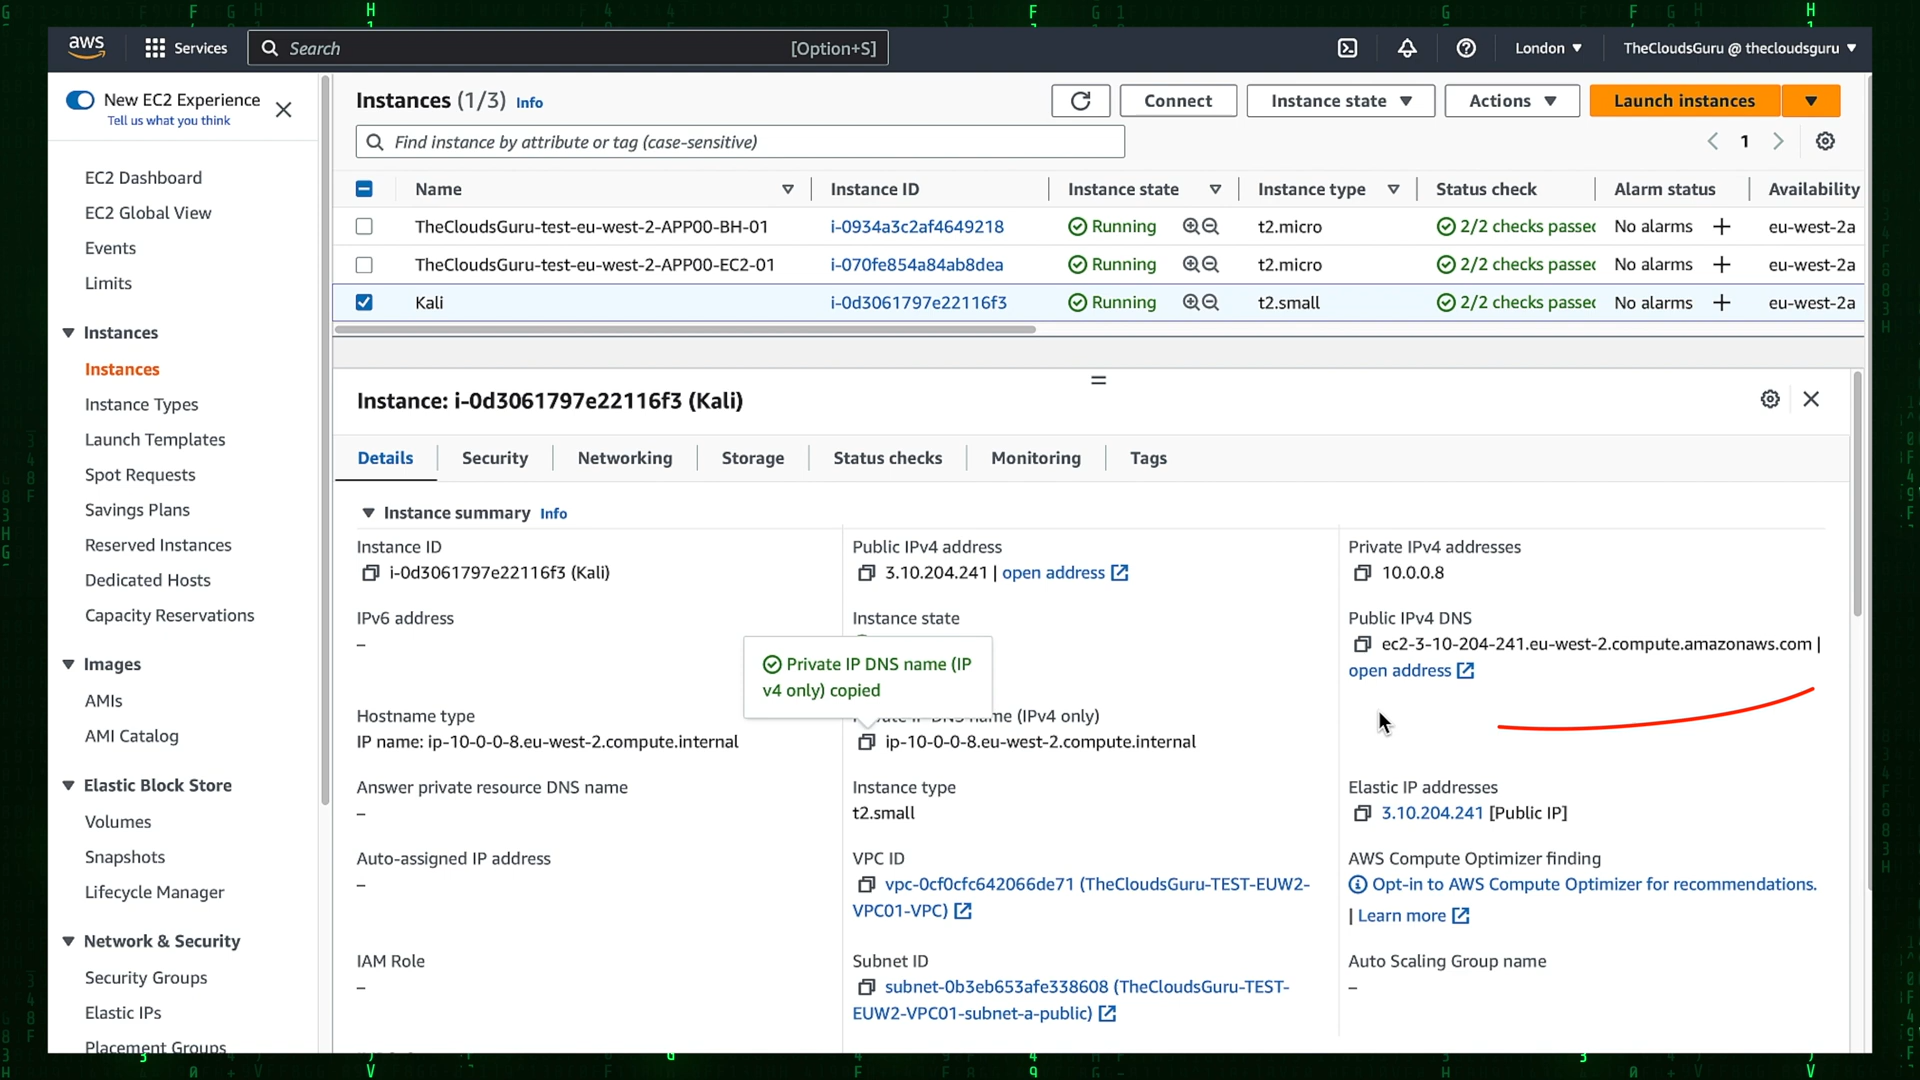 aws
Services
Search
[Option+S]
London
TheCloudsGuru @ thecloudsguru
New EC2 Experience
Tell us what you think
EC2 Dashboard
EC2 Global View
Events
Limits
Instances
Instances
Instance Types
Launch Templates
Spot Requests
Savings Plans
Reserved Instances
Dedicated Hosts
Capacity Reservations
Images
AMIs
AMI Catalog
Elastic Block Store
Volumes
Snapshots
Lifecycle Manager
Network & Security
Security Groups
Elastic IPs
Placement Groups
Instances (1/3) Info
Connect
Instance state
Actions
Launch instances
Find instance by attribute or tag (case-sensitive)
1
Name Instance ID Instance state Instance type Status check Alarm status Availability
TheCloudsGuru-test-eu-west-2-APP00-BH-01 i-0934a3c2af4649218 Running t2.micro 2/2 checks passed No alarms + eu-west-2a
TheCloudsGuru-test-eu-west-2-APP00-EC2-01 i-070fe854a84ab8dea Running t2.micro 2/2 checks passed No alarms + eu-west-2a
Kali i-0d3061797e22116f3 Running t2.small 2/2 checks passed No alarms + eu-west-2a
Instance: i-0d3061797e22116f3 (Kali)
Details Security Networking Storage Status checks Monitoring Tags
Instance summary Info
Instance ID
i-0d3061797e22116f3 (Kali)
Public IPv4 address
3.10.204.241 | open address
Private IPv4 addresses
10.0.0.8
IPv6 address
–
Instance state
Public IPv4 DNS
ec2-3-10-204-241.eu-west-2.compute.amazonaws.com |
open address
Private IP DNS name (IP
v4 only) copied
Hostname type
IP name: ip-10-0-0-8.eu-west-2.compute.internal
Private IP DNS name (IPv4 only)
ip-10-0-0-8.eu-west-2.compute.internal
Answer private resource DNS name
–
Instance type
t2.small
Elastic IP addresses
3.10.204.241 [Public IP]
Auto-assigned IP address
–
VPC ID
vpc-0cf0cfc642066de71 (TheCloudsGuru-TEST-EUW2-
VPC01-VPC)
AWS Compute Optimizer finding
Opt-in to AWS Compute Optimizer for recommendations.
| Learn more
IAM Role
–
Subnet ID
subnet-0b3eb653afe338608 (TheCloudsGuru-TEST-
EUW2-VPC01-subnet-a-public)
Auto Scaling Group name
–